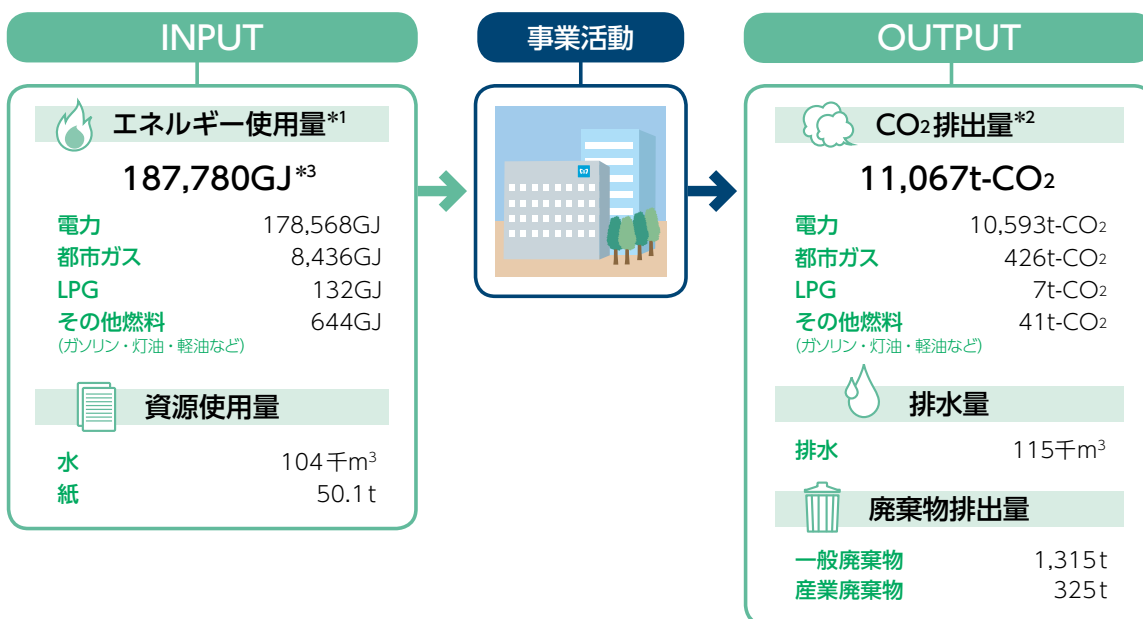 INPUT
エネルギー使用量*1
187,780GJ*3
電力 178,568GJ
都市ガス 8,436GJ
LPG 132GJ
その他燃料 644GJ
(ガソリン・灯油・軽油など)
資源使用量
水 104千m³
紙 50.1t
事業活動
OUTPUT
CO₂排出量*2
11,067t-CO₂
電力 10,593t-CO₂
都市ガス 426t-CO₂
LPG 7t-CO₂
その他燃料 41t-CO₂
(ガソリン・灯油・軽油など)
排水量
排水 115千m³
廃棄物排出量
一般廃棄物 1,315t
産業廃棄物 325t